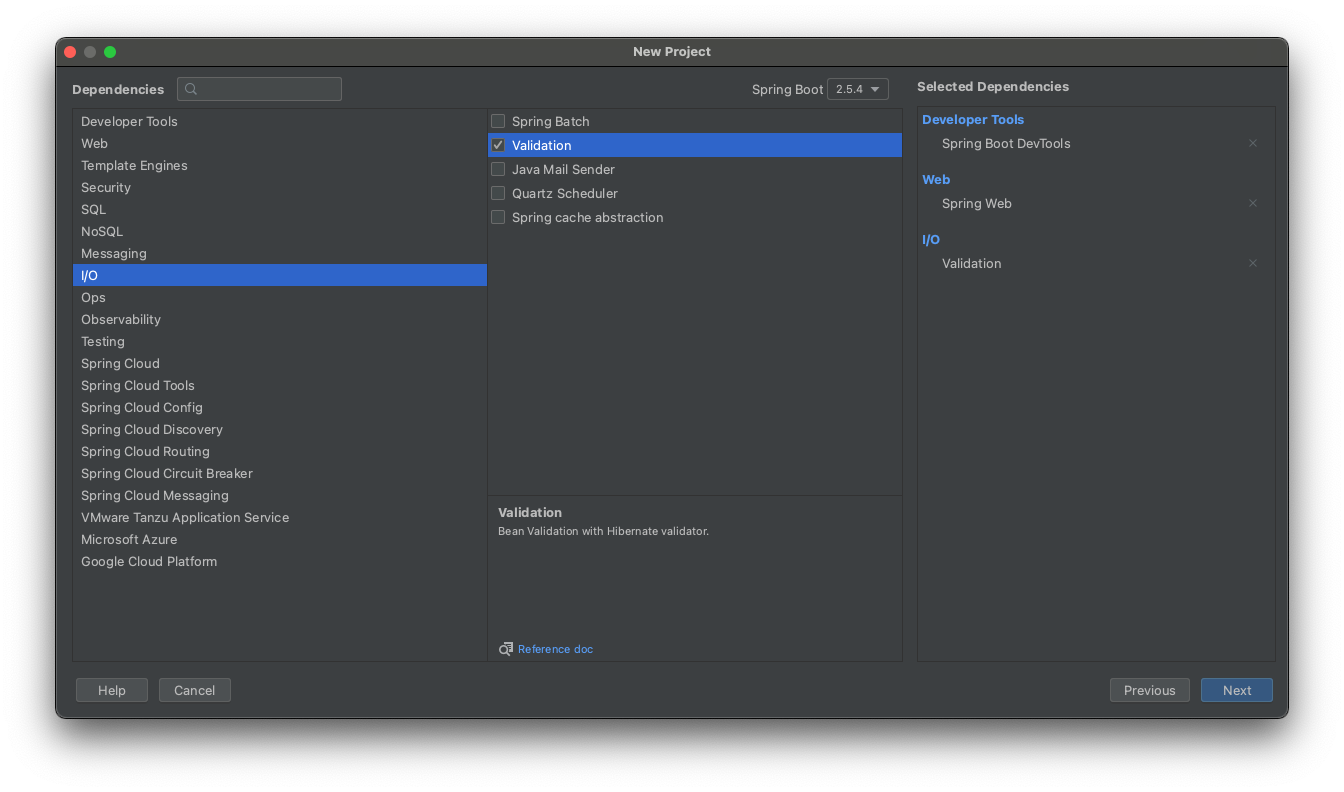 New Project
Dependencies
Spring Boot 2.5.4
Developer Tools
Web
Template Engines
Security
SQL
NoSQL
Messaging
I/O
Ops
Observability
Testing
Spring Cloud
Spring Cloud Tools
Spring Cloud Config
Spring Cloud Discovery
Spring Cloud Routing
Spring Cloud Circuit Breaker
Spring Cloud Messaging
VMware Tanzu Application Service
Microsoft Azure
Google Cloud Platform
Spring Batch
Validation
Java Mail Sender
Quartz Scheduler
Spring cache abstraction
Validation
Bean Validation with Hibernate validator.
Reference doc
Selected Dependencies
Developer Tools
Spring Boot DevTools
Web
Spring Web
I/O
Validation
Help
Cancel
Previous
Next